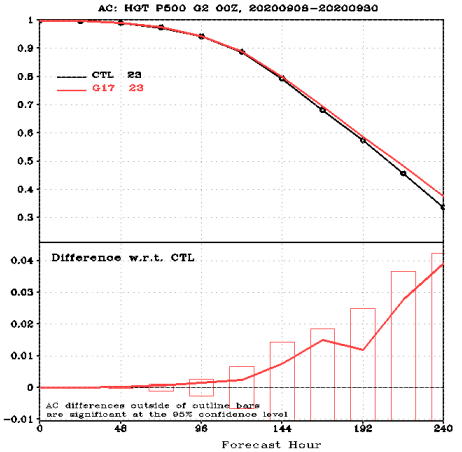 AC: HGT P500 G2 00Z, 20200908-20200930
1
0.9
0.8
0.7
0.6
0.5
0.4
0.3
CTL 23
G17 23
Difference w.r.t. CTL
0.04
0.03
0.02
0.01
0
-0.01
AC differences outside of outline bars
are significant at the 95% confidence level
0 48 96 144 192 240
Forecast Hour